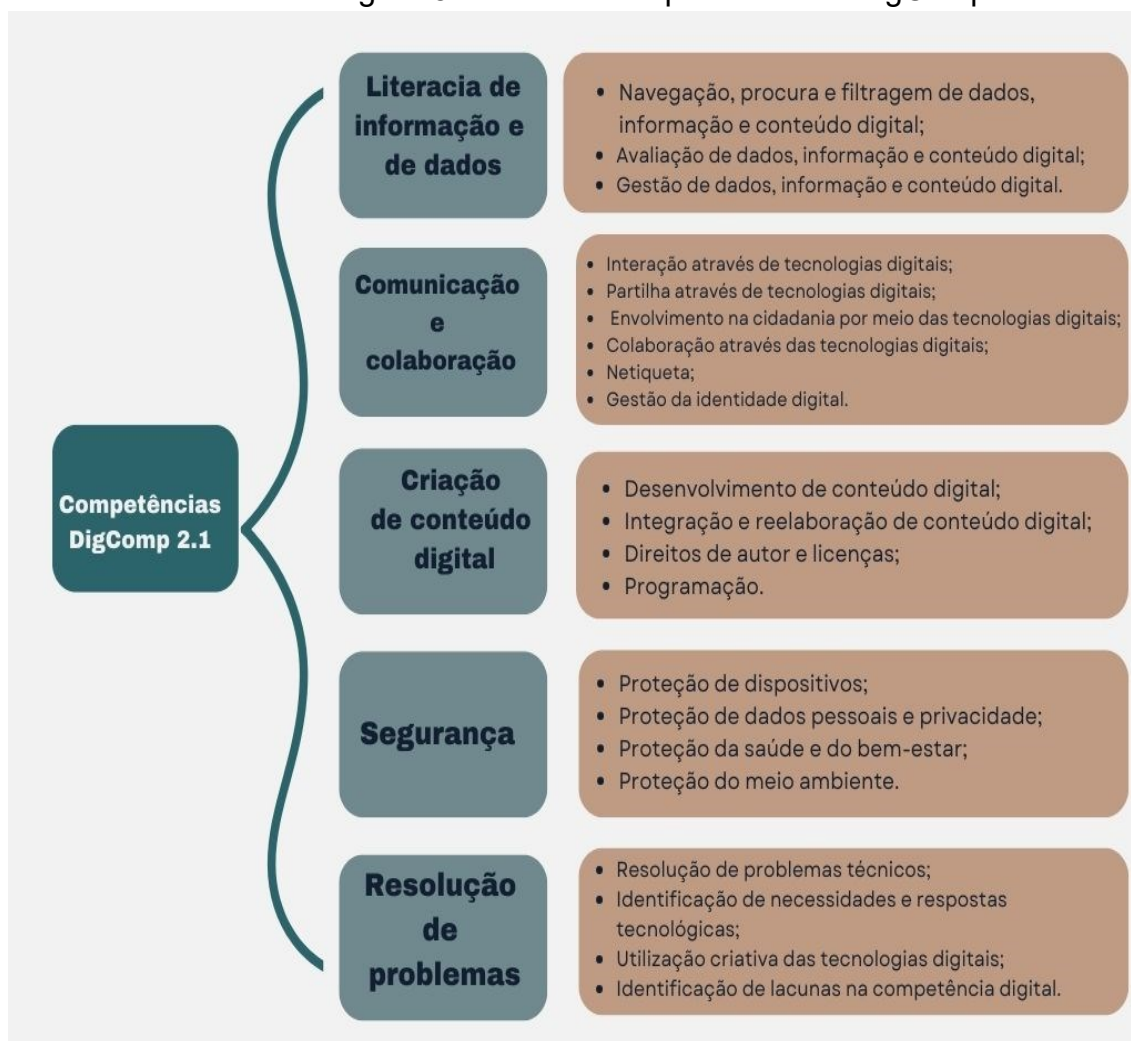 Competências
DigComp 2.1
Literacia de
informação e
de dados
• Navegação, procura e filtragem de dados,
informação e conteúdo digital;
• Avaliação de dados, informação e conteúdo digital;
• Gestão de dados, informação e conteúdo digital.
Comunicação
e
colaboração
• Interação através de tecnologias digitais;
• Partilha através de tecnologias digitais;
• Envolvimento na cidadania por meio das tecnologias digitais;
• Colaboração através das tecnologias digitais;
• Netiqueta;
• Gestão da identidade digital.
Criação
de conteúdo
digital
• Desenvolvimento de conteúdo digital;
• Integração e reelaboração de conteúdo digital;
• Direitos de autor e licenças;
• Programação.
Segurança
• Proteção de dispositivos;
• Proteção de dados pessoais e privacidade;
• Proteção da saúde e do bem-estar;
• Proteção do meio ambiente.
Resolução
de
problemas
• Resolução de problemas técnicos;
• Identificação de necessidades e respostas
tecnológicas;
• Utilização criativa das tecnologias digitais;
• Identificação de lacunas na competência digital.